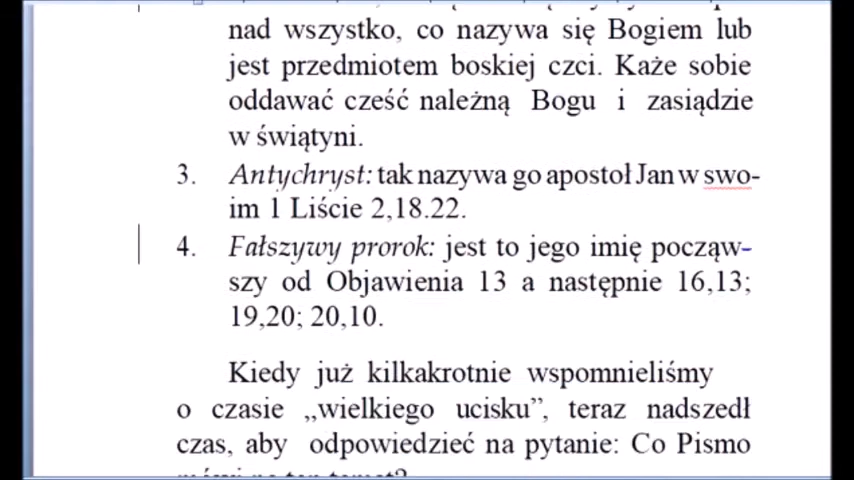 nad wszystko, co nazywa się Bogiem lub
jest przedmiotem boskiej czci. Każe sobie
oddawać cześć należną Bogu i zasiądzie
w świątyni.
3. Antychryst: tak nazywa go apostoł Jan w swo-
im 1 Liście 2,18.22.
4. Fałszywy prorok: jest to jego imię począw-
szy od Objawienia 13 a następnie 16,13;
19,20; 20,10.
Kiedy już kilkakrotnie wspomnieliśmy
o czasie „wielkiego ucisku”, teraz nadszedł
czas, aby odpowiedzieć na pytanie: Co Pismo